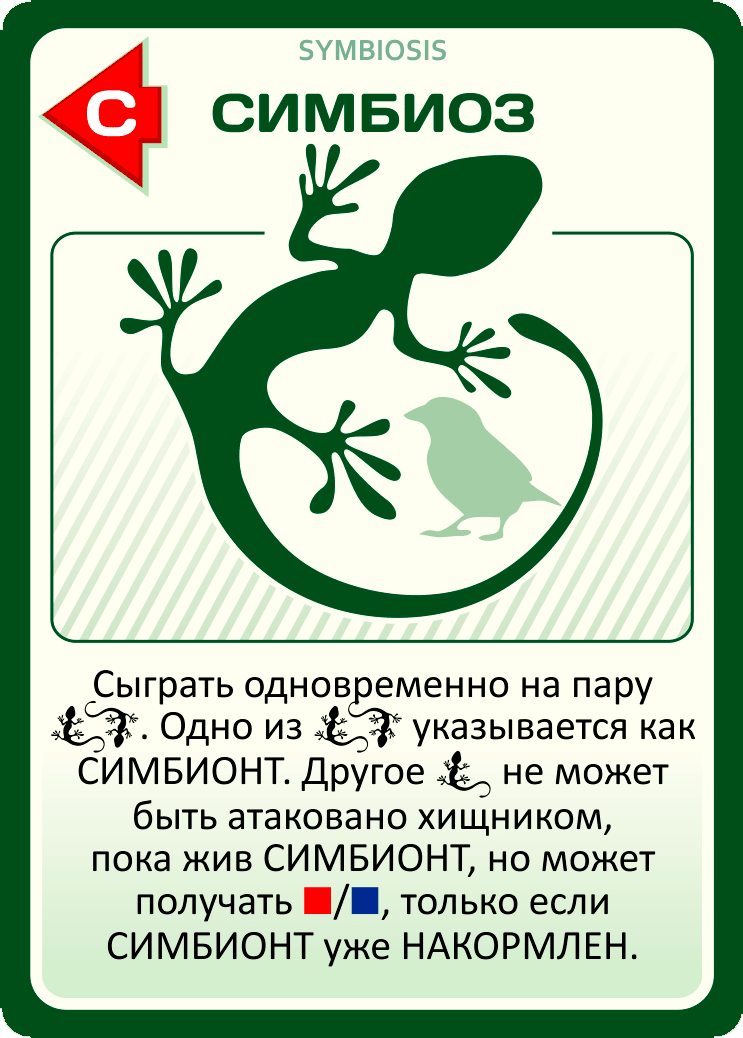 SYMBIOSIS
С
СИМБИОЗ
Сыграть одновременно на пару
. Одно из указывается как
СИМБИОНТ. Другое не может
быть атаковано хищником,
пока жив СИМБИОНТ, но может
получать /, только если
СИМБИОНТ уже НАКОРМЛЕН.